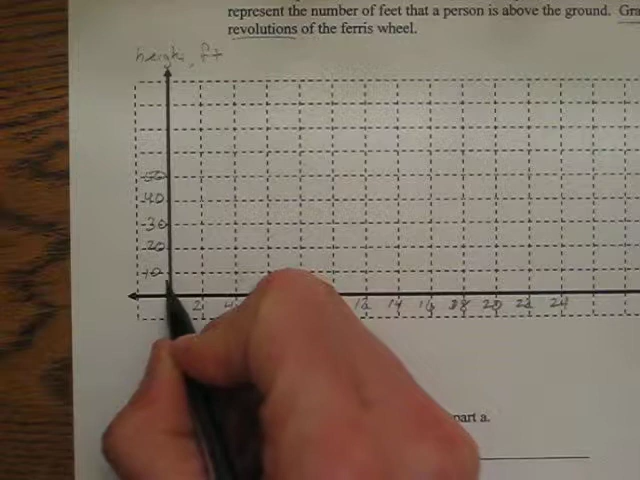 represent the number of feet that a person is above the ground. Gra
revolutions of the ferris wheel.
height, ft
50
40
30
20
10
2 4 12 14 16 18 20 22 24
part a.